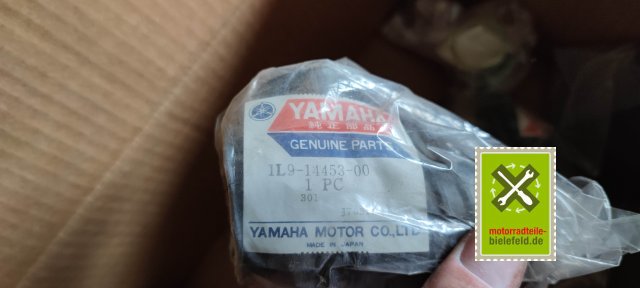 YAMAHA
純正部品
GENUINE PARTS
1L9-14453-00
1 PC
301
YAMAHA MOTOR CO.,LTD
MADE IN JAPAN
motorradteile-
bielefeld.de